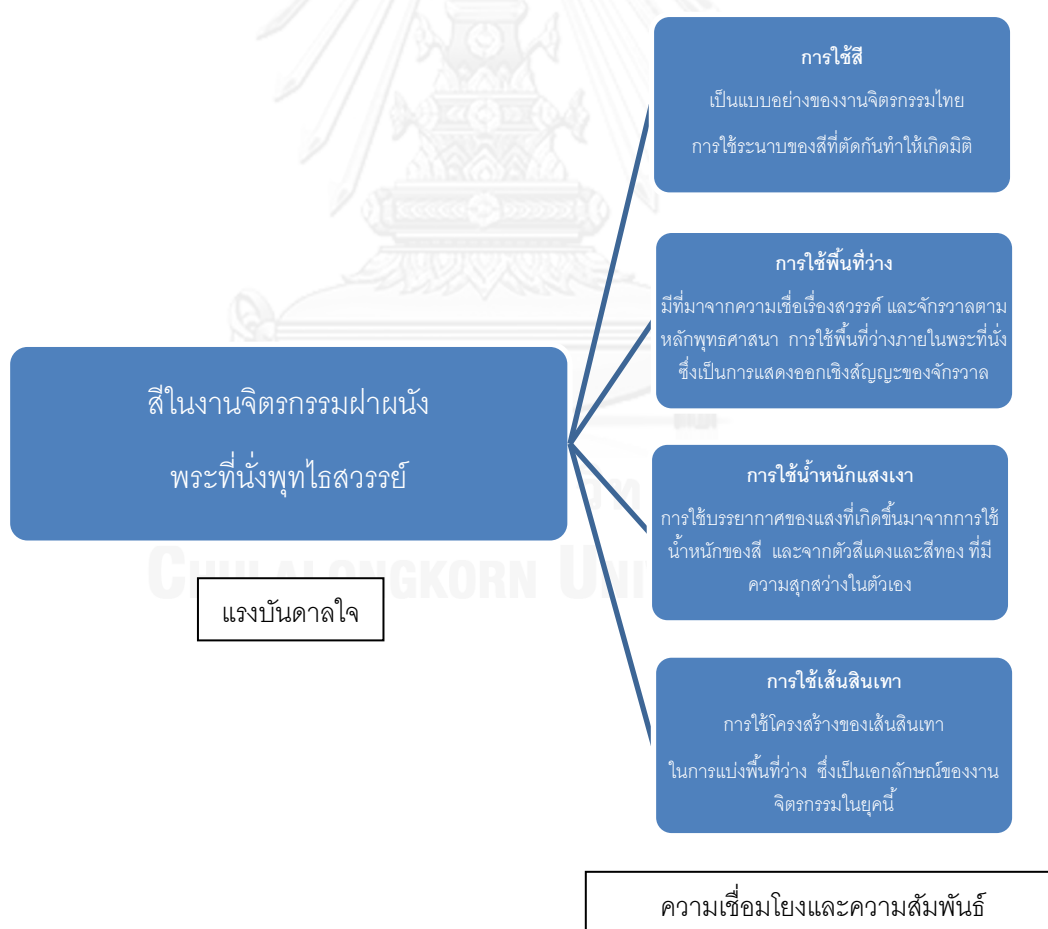 การใช้สี
เป็นแบบอย่างของงานจิตรกรรมไทย
การใช้ระนาบของสีที่ตัดกันทำให้เกิดมิติ
การใช้พื้นที่ว่าง
มีที่มาจากความเชื่อเรื่องสวรรค์ และจักรวาลตาม
หลักพุทธศาสนา การใช้พื้นที่ว่างภายในพระที่นั่ง
ซึ่งเป็นการแสดงออกเชิงสัญญะของจักรวาล
สีในงานจิตรกรรมฝาผนัง
พระที่นั่งพุทไธสวรรย์
การใช้น้ำหนักแสงเงา
การใช้บรรยากาศของแสงที่เกิดขึ้นมาจากการใช้
น้ำหนักของสี และจากตัวสีแดงและสีทอง ที่มี
ความสุกสว่างในตัวเอง
CHULALONGKORN UNI
แรงบันดาลใจ
การใช้เส้นสินเทา
การใช้โครงสร้างของเส้นสินเทา
ในการแบ่งพื้นที่ว่าง ซึ่งเป็นเอกลักษณ์ของงาน
จิตรกรรมในยุคนี้
ความเชื่อมโยงและความสัมพันธ์